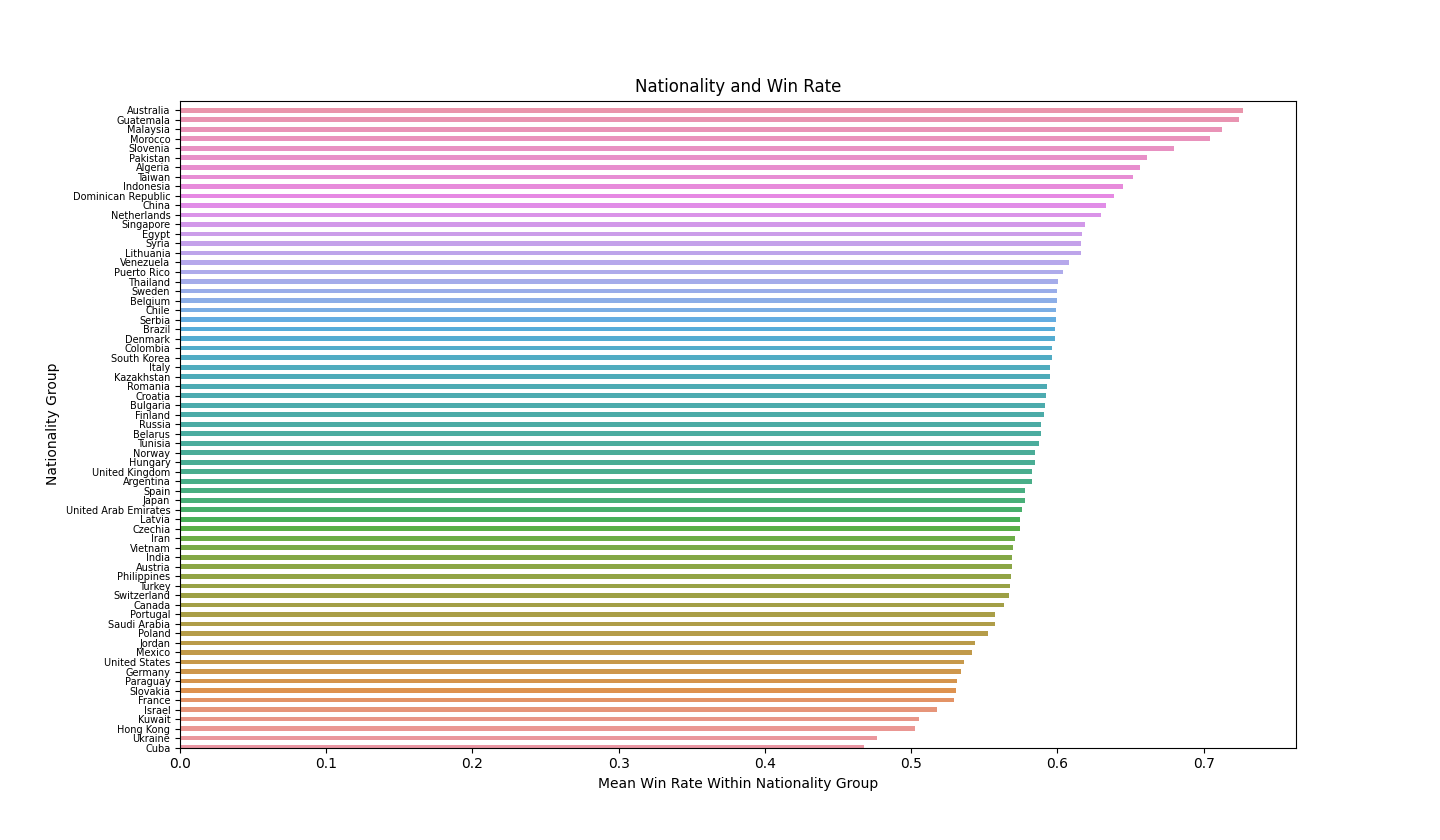 Nationality and Win Rate
Nationality Group
Australia
Guatemala
Malaysia
Morocco
Slovenia
Pakistan
Algeria
Taiwan
Indonesia
Dominican Republic
China
Netherlands
Singapore
Egypt
Syria
Lithuania
Venezuela
Puerto Rico
Thailand
Sweden
Belgium
Chile
Serbia
Brazil
Denmark
Colombia
South Korea
Italy
Kazakhstan
Romania
Croatia
Bulgaria
Finland
Russia
Belarus
Tunisia
Norway
Hungary
United Kingdom
Argentina
Spain
Japan
United Arab Emirates
Latvia
Czechia
Iran
Vietnam
India
Austria
Philippines
Turkey
Switzerland
Canada
Portugal
Saudi Arabia
Poland
Jordan
Mexico
United States
Germany
Paraguay
Slovakia
France
Israel
Kuwait
Hong Kong
Ukraine
Cuba
0.0 0.1 0.2 0.3 0.4 0.5 0.6 0.7
Mean Win Rate Within Nationality Group